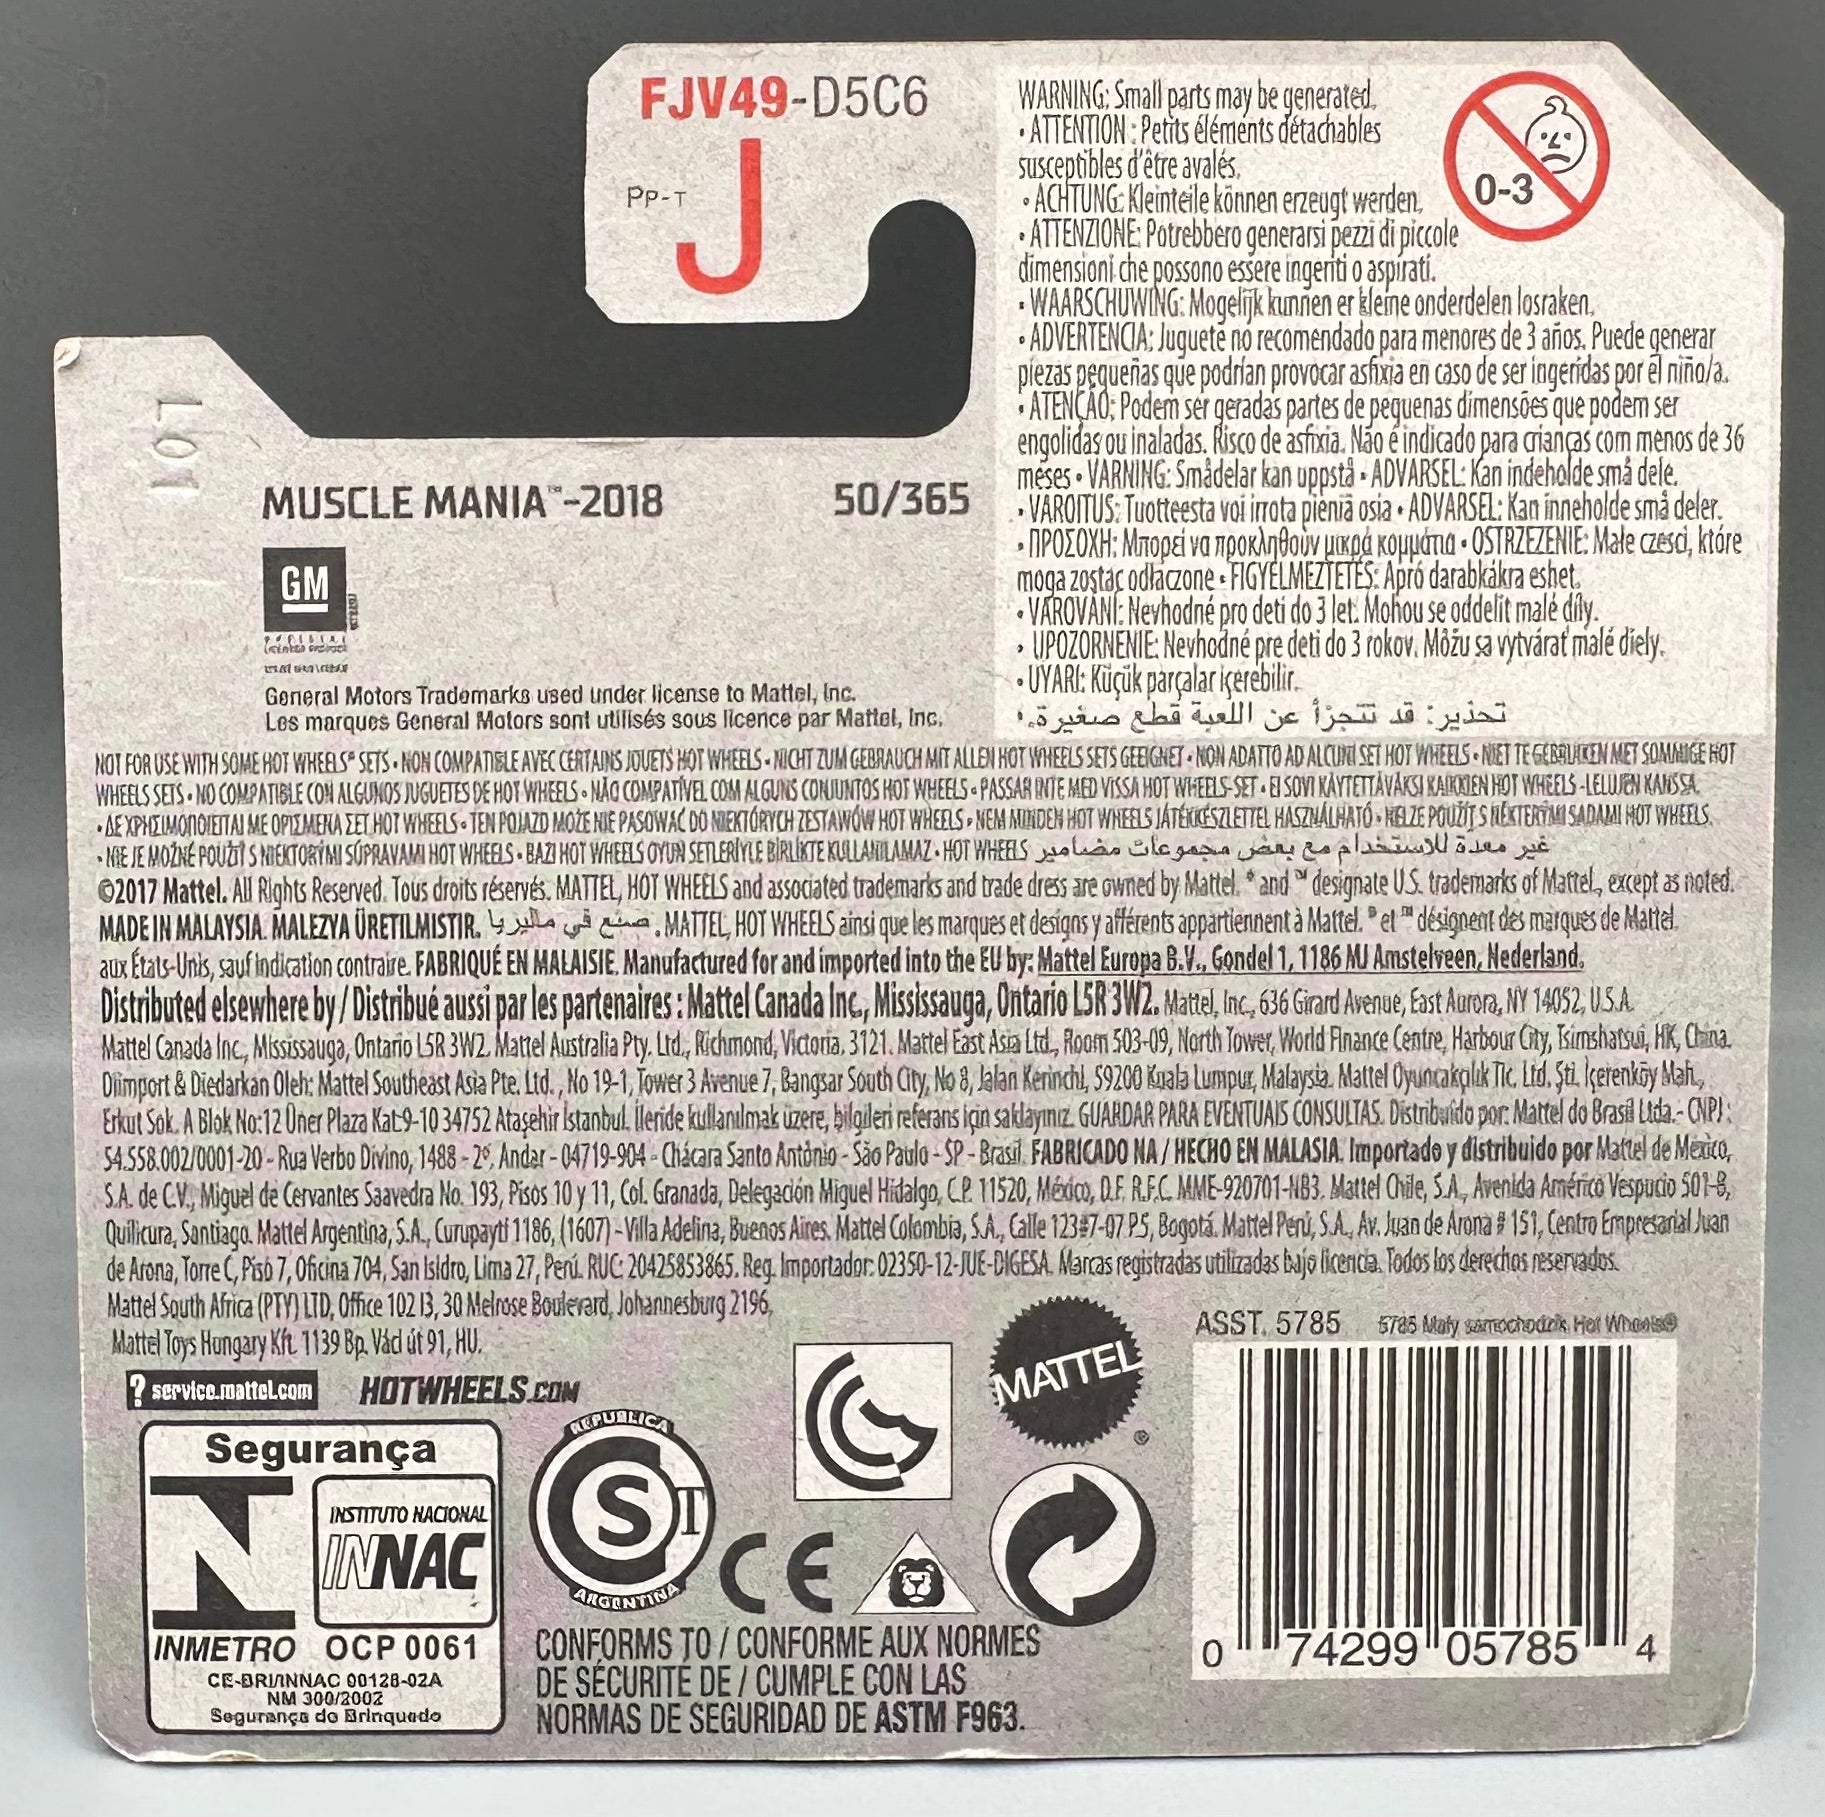 FJV49-D5C6
PP-T
J
WARNING: Small parts may be generated.
• ATTENTION : Petits éléments détachables
susceptibles d'être avalés.
• ACHTUNG: Kleinteile können erzeugt werden.
• ATTENZIONE: Potrebbero generarsi pezzi di piccole
dimensioni che possono essere ingeriti o aspirati.
• WAARSCHUWING: Mogelijk kunnen er kleine onderdelen losraken.
• ADVERTENCIA: Juguete no recomendado para menores de 3 años. Puede generar
piezas pequeñas que podrían provocar asfixia en caso de ser ingeridas por el niño/a.
• ATENÇÃO: Podem ser geradas partes de pequenas dimensões que podem ser
engolidas ou inaladas. Risco de asfixia. Não é indicado para crianças com menos de 36
meses • VARNING: Smådelar kan uppstå • ADVARSEL: Kan indeholde små dele.
• VAROITUS: Tuotteesta voi irrota pieniä osia • ADVARSEL: Kan inneholde små deler.
• ΠΡΟΣΟΧΗ: Μπορεί να προκληθούν μικρά κομμάτια • OSTRZEZENIE: Małe czesci, które
moga zostać odłaczone • FIGYELMEZTETÉS: Apró darabkákra eshet.
• VAROVÁNÍ: Nevhodné pro deti do 3 let. Mohou se oddelit malé díly.
• UPOZORNENIE: Nevhodné pre deti do 3 rokov. Môžu sa vytvárať malé diely.
• UYARI: Küçük parçalar içerebilir.
• تحذير: قد تتجزأ عن اللعبة قطع صغيرة.
0-3
LO1
MUSCLE MANIA™-2018 50/365
GM
General Motors Trademarks used under license to Mattel, Inc.
Les marques General Motors sont utilisés sous licence par Mattel, Inc.
NOT FOR USE WITH SOME HOT WHEELS® SETS • NON COMPATIBLE AVEC CERTAINS JOUETS HOT WHEELS • NICHT ZUM GEBRAUCH MIT ALLEN HOT WHEELS SETS GEEIGNET • NON ADATTO AD ALCUNI SET HOT WHEELS • NIET TE GEBRUIKEN MET SOMMIGE HOT
WHEELS SETS • NO COMPATIBLE CON ALGUNOS JUGUETES DE HOT WHEELS • NÃO COMPATÍVEL COM ALGUNS CONJUNTOS HOT WHEELS • PASSAR INTE MED VISSA HOT WHEELS-SET • EI SOVI KÄYTETTÄVÄKSI KAIKKIEN HOT WHEELS -LELUJEN KANSSA
• ΔΕ ΧΡΗΣΙΜΟΠΟΙΕΙΤΑΙ ΜΕ ΟΡΙΣΜΕΝΑ ΣΕΤ HOT WHEELS • TEN POJAZD MOŻE NIE PASOWAĆ DO NIEKTÓRYCH ZESTAWÓW HOT WHEELS • NEM MINDEN HOT WHEELS JÁTÉKKÉSZLETTEL HASZNÁLHATÓ • NELZE POUŽÍT S NĚKTERÝMI SADAMI HOT WHEELS.
• NIE JE MOŽNÉ POUŽIŤ S NIEKTORÝMI SÚPRAVAMI HOT WHEELS • BAZI HOT WHEELS OYUN SETLERİYLE BİRLİKTE KULLANILAMAZ • HOT WHEELS غير معدة للاستخدام مع بعض مجموعات مضامير
©2017 Mattel. All Rights Reserved. Tous droits réservés. MATTEL, HOT WHEELS and associated trademarks and trade dress are owned by Mattel. ® and ™ designate U.S. trademarks of Mattel, except as noted.
MADE IN MALAYSIA. MALEZYA ÜRETILMISTIR. صنع في ماليزيا. MATTEL, HOT WHEELS ainsi que les marques et designs y afférents appartiennent à Mattel. ® et ™ désignent des marques de Mattel.
aux États-Unis, sauf indication contraire. FABRIQUÉ EN MALAISIE. Manufactured for and imported into the EU by: Mattel Europa B.V., Gondel 1, 1186 MJ Amstelveen, Nederland.
Distributed elsewhere by / Distribué aussi par les partenaires : Mattel Canada Inc., Mississauga, Ontario L5R 3W2. Mattel, Inc., 636 Girard Avenue, East Aurora, NY 14052, U.S.A.
Mattel Canada Inc., Mississauga, Ontario L5R 3W2. Mattel Australia Pty. Ltd., Richmond, Victoria. 3121. Mattel East Asia Ltd., Room 503-09, North Tower, World Finance Centre, Harbour City, Tsimshatsui, HK, China.
Diimport & Diedarkan Oleh: Mattel Southeast Asia Pte. Ltd. , No 19-1, Tower 3 Avenue 7, Bangsar South City, No 8, Jalan Kerinchi, 59200 Kuala Lumpur, Malaysia. Mattel Oyuncakçılık Tic. Ltd. Şti. İçerenköy Mah.,
Erkut Sok. A Blok No:12 Üner Plaza Kat:9-10 34752 Ataşehir İstanbul. İleride kullanılmak üzere, bilgileri referans için saklayınız. GUARDAR PARA EVENTUAIS CONSULTAS. Distribuído por: Mattel do Brasil Ltda.- CNPJ :
54.558.002/0001-20 - Rua Verbo Divino, 1488 - 2º. Andar - 04719-904 - Chácara Santo Antônio - São Paulo - SP - Brasil. FABRICADO NA / HECHO EN MALASIA. Importado y distribuido por Mattel de México,
S.A. de C.V., Miguel de Cervantes Saavedra No. 193, Pisos 10 y 11, Col. Granada, Delegación Miguel Hidalgo, C.P. 11520, México, D.F. R.F.C. MME-920701-NB3. Mattel Chile, S.A., Avenida Américo Vespucio 501-B,
Quilicura, Santiago. Mattel Argentina, S.A., Curupaytí 1186, (1607) - Villa Adelina, Buenos Aires. Mattel Colombia, S.A., Calle 123#7-07 P.5, Bogotá. Mattel Perú, S.A., Av. Juan de Arona # 151, Centro Empresarial Juan
de Arona, Torre C, Piso 7, Oficina 704, San Isidro, Lima 27, Perú. RUC: 20425853865. Reg. Importador: 02350-12-JUE-DIGESA. Marcas registradas utilizadas bajo licencia. Todos los derechos reservados.
Mattel South Africa (PTY) LTD, Office 102 I3, 30 Melrose Boulevard, Johannesburg 2196,
Mattel Toys Hungary Kft. 1139 Bp. Váci út 91, HU.
? service.mattel.com HOTWHEELS.COM
MATTEL ®
ASST. 5785 5785 Mały samochodzik Hot Wheels®
Segurança
INSTITUTO NACIONAL
INNAC
INMETRO OCP 0061
CE-BRI/INNAC 00128-02A
NM 300/2002
Segurança do Brinquedo
REPUBLICA
S T
ARGENTINA
CE
CONFORMS TO / CONFORME AUX NORMES
DE SÉCURITÉ DE / CUMPLE CON LAS
NORMAS DE SEGURIDAD DE ASTM F963.
0 74299 05785 4